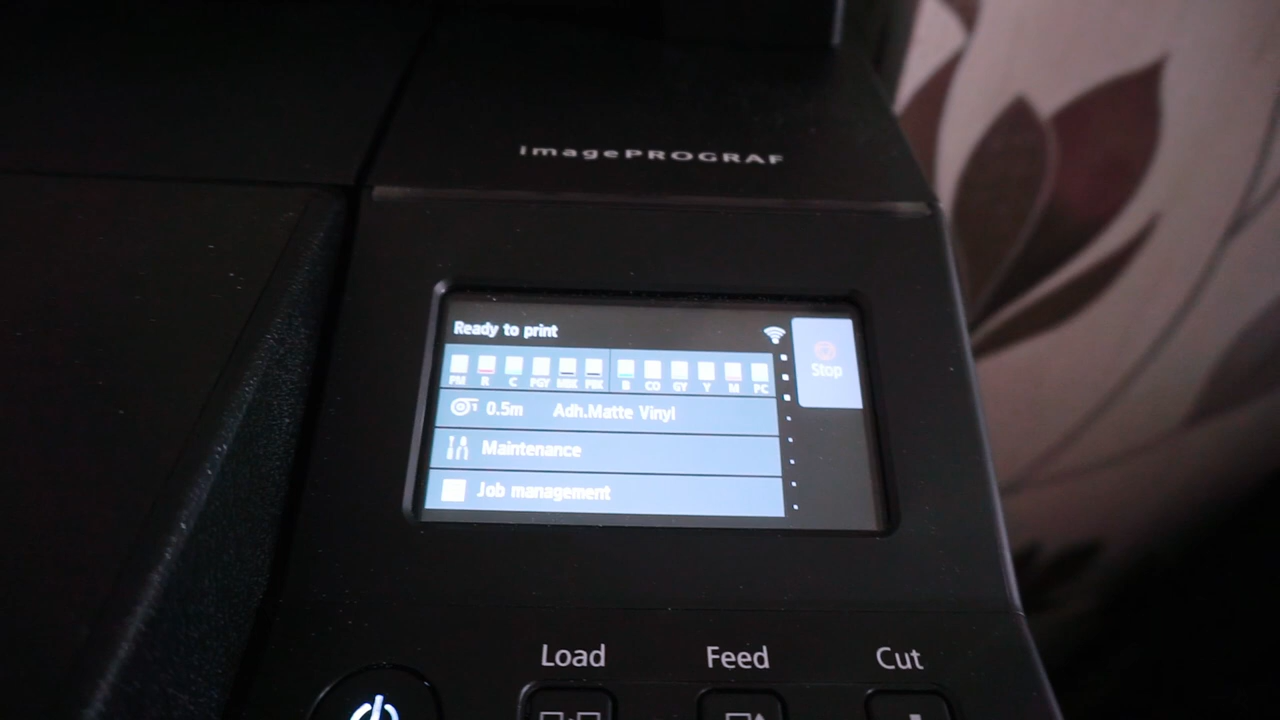 imagePROGRAF
Ready to print
PM R C PGY MBK PBK B CO GY Y M PC
0.5m Adh.Matte Vinyl
Maintenance
Job management
Stop
Load Feed Cut